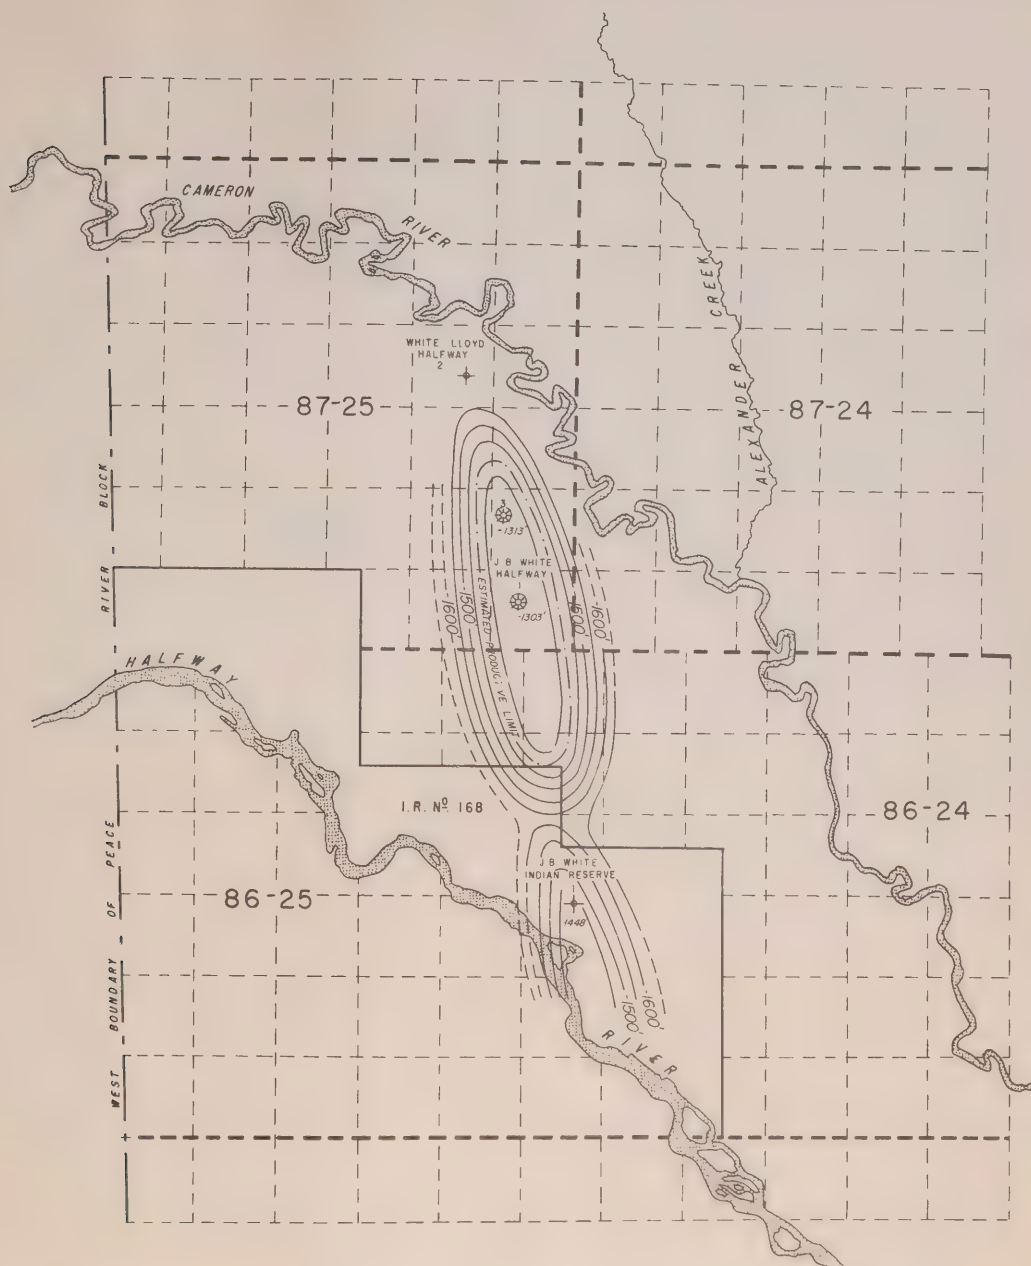 CAMERON
RIVER
WHITE LLOYD
HALFWAY
2
CREEK
ALEXANDER
87-25
87-24
-1313'
J B WHITE
HALFWAY
-1303'
ESTIMATED PRODUC VE LIMIT
-1600'
-1500'
-1500'
-1600'
HALFWAY
I.R. Nº 168
86-24
J B WHITE
INDIAN RESERVE
-1448
86-25
-1500'
-1600'
RIVER
WEST BOUNDARY OF PEACE RIVER BLOCK